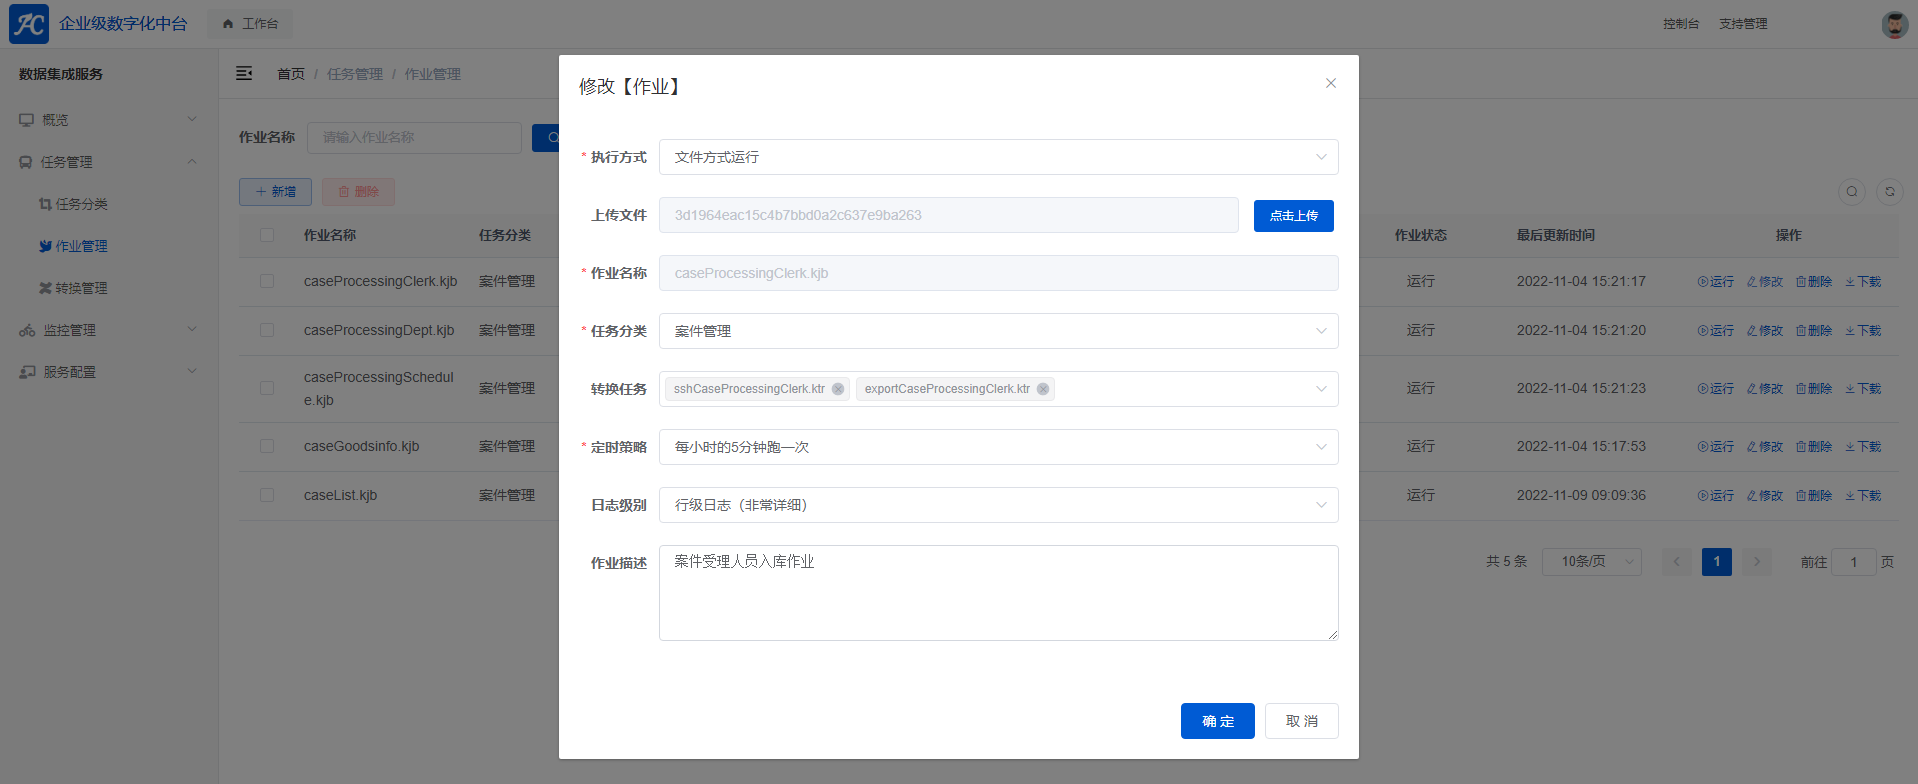 企业级数字化中台
工作台
控制台
支持管理
数据集成服务
首页 / 任务管理 / 作业管理
概览
任务管理
任务分类
作业管理
转换管理
监控管理
服务配置
作业名称
请输入作业名称
新增
删除
作业名称 任务分类 作业状态 最后更新时间 操作
caseProcessingClerk.kjb 案件管理 运行 2022-11-04 15:21:17 运行 修改 删除 下载
caseProcessingDept.kjb 案件管理 运行 2022-11-04 15:21:20 运行 修改 删除 下载
caseProcessingSchedul
e.kjb 案件管理 运行 2022-11-04 15:21:23 运行 修改 删除 下载
caseGoodsinfo.kjb 案件管理 运行 2022-11-04 15:17:53 运行 修改 删除 下载
caseList.kjb 案件管理 运行 2022-11-09 09:09:36 运行 修改 删除 下载
共 5 条 10条/页 1 前往 1 页
修改【作业】
* 执行方式 文件方式运行
上传文件 3d1964eac15c4b7bbd0a2c637e9ba263 点击上传
* 作业名称 caseProcessingClerk.kjb
* 任务分类 案件管理
转换任务 sshCaseProcessingClerk.ktr exportCaseProcessingClerk.ktr
* 定时策略 每小时的5分钟跑一次
日志级别 行级日志（非常详细）
作业描述 案件受理人员入库作业
确 定
取 消